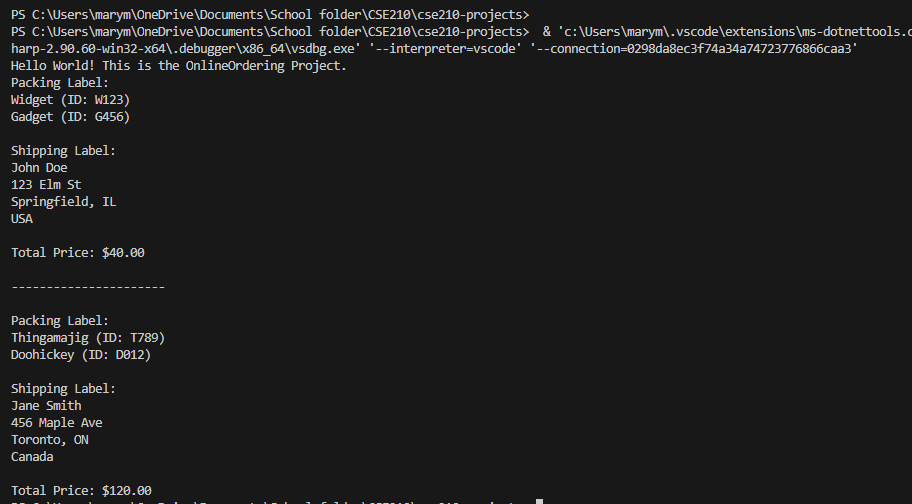 PS C:\Users\marym\OneDrive\Documents\School folder\CSE210\cse210-projects>
PS C:\Users\marym\OneDrive\Documents\School folder\CSE210\cse210-projects>  & 'c:\Users\marym\.vscode\extensions\ms-dotnettools.c
harp-2.90.60-win32-x64\.debugger\x86_64\vsdbg.exe' '--interpreter=vscode' '--connection=0298da8ec3f74a34a74723776866caa3'
Hello World! This is the OnlineOrdering Project.
Packing Label:
Widget (ID: W123)
Gadget (ID: G456)

Shipping Label:
John Doe
123 Elm St
Springfield, IL
USA

Total Price: $40.00

----------------------

Packing Label:
Thingamajig (ID: T789)
Doohickey (ID: D012)

Shipping Label:
Jane Smith
456 Maple Ave
Toronto, ON
Canada

Total Price: $120.00